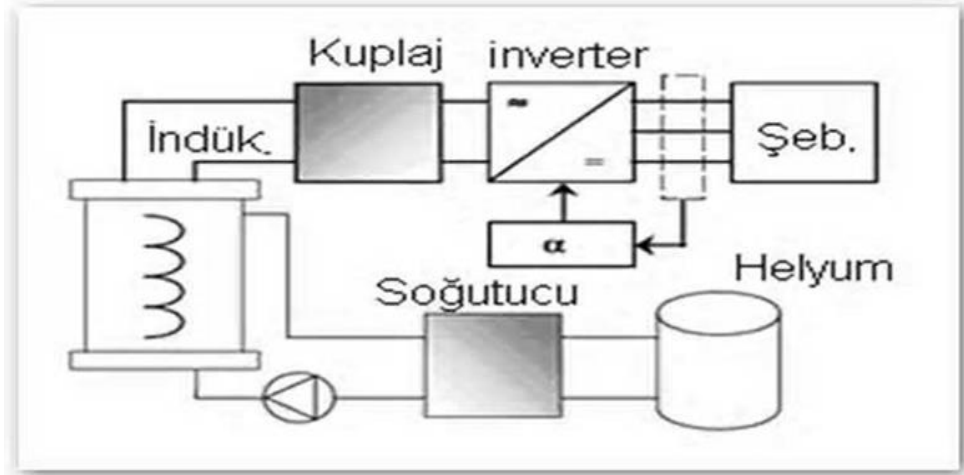 Kuplaj
inverter
İndük.
≈
=
Şeb.
α
Helyum
Soğutucu